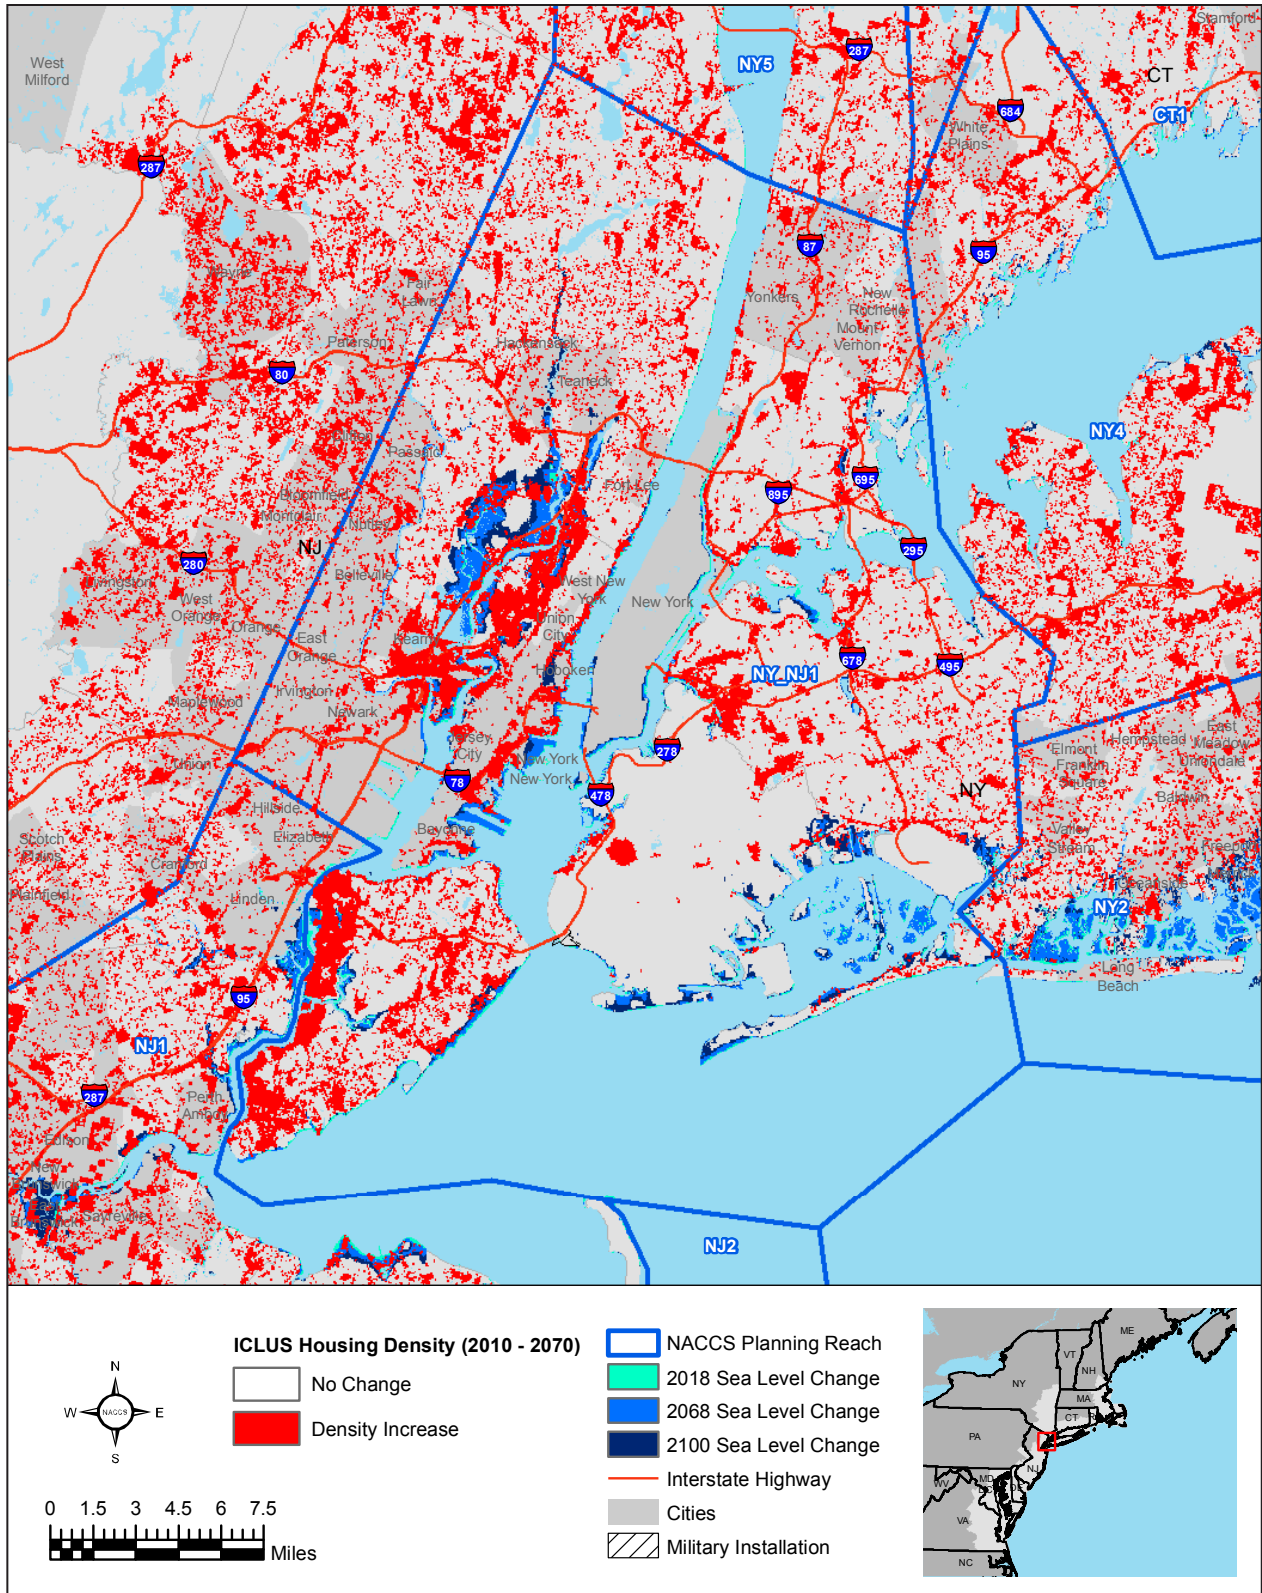 West
Milford
Stamford
287
NY5
CT
684
CT1
White
Plains
287
87
95
Wayne
Fair
Lawn
Yonkers
New
Rochelle
Mount
Vernon
Paterson
Hackensack
80
Teaneck
NY4
Clifton
Passaic
Fort Lee
895
695
Bloomfield
Montclair
Nutley
NJ
280
295
Livingston
Belleville
West
Orange
Orange
East
Orange
West New
York
New York
Union
City
Kearny
Hoboken
NY_NJ1
678
495
Irvington
Maplewood
Newark
Jersey
City
278
New York
New York
78
478
Union
Hillside
Elizabeth
Bayonne
NY
East
Meadow
Hempstead
Uniondale
Elmont
Franklin
Square
Baldwin
Valley
Stream
Freeport
Merrick
Oceanside
NY2
Long
Beach
Scotch
Plains
Cranford
Plainfield
Linden
95
NJ1
287
Perth
Amboy
Edison
New
Brunswick
East
Brunswick
Sayreville
NJ2
N
W
NACCS
E
S
0 1.5 3 4.5 6 7.5
Miles
ICLUS Housing Density (2010 - 2070)
No Change
Density Increase
NACCS Planning Reach
2018 Sea Level Change
2068 Sea Level Change
2100 Sea Level Change
Interstate Highway
Cities
Military Installation
ME
VT
NH
NY
MA
CT
PA
NJ
MD
DE
WV
VA
NC